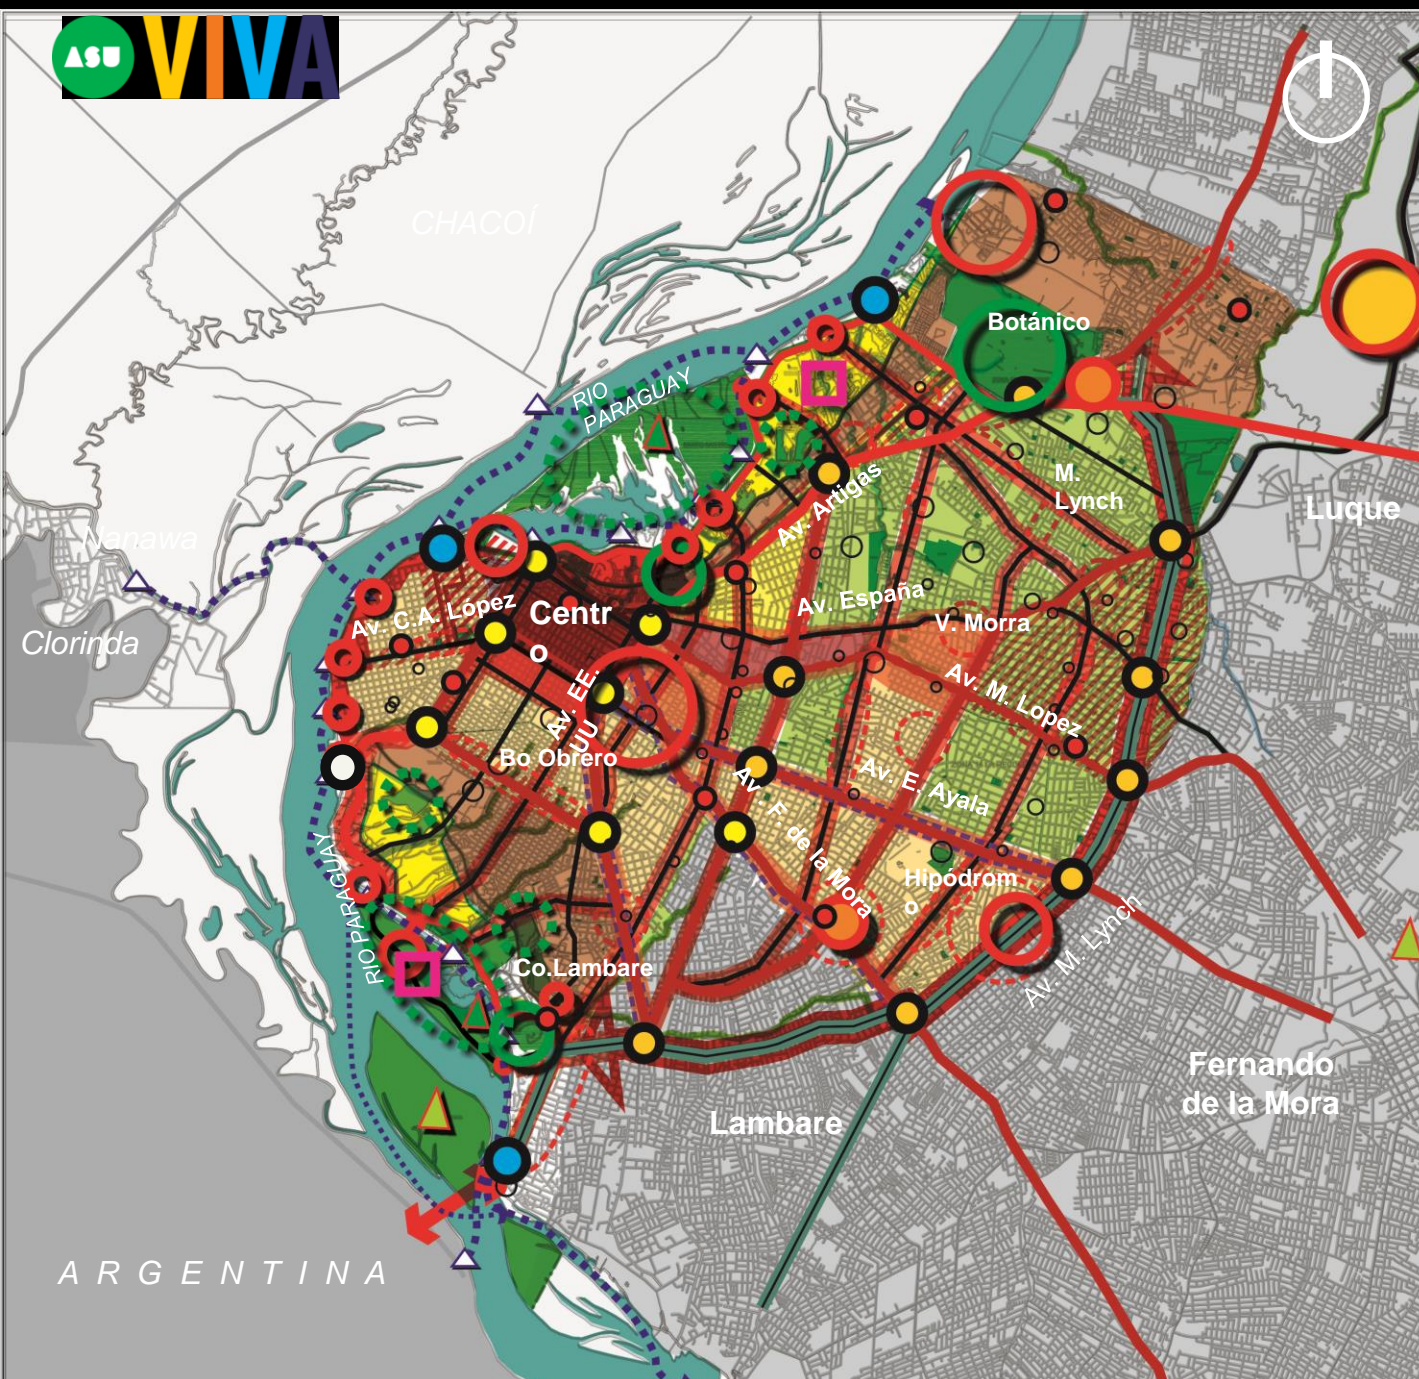 ASU VIVA
CHACOÍ
Botánico
RIO
PARAGUAY
M.
Lynch
Luque
Av. Artigas
Nanawa
Av. España
Av. C.A. López
Centr
o
V. Morra
Clorinda
Av. M. Lopez
Av. EE.
UU
Bo Obrero
Av. E. Ayala
Av. F. de la Mora
Hipódrom
o
RIO PARAGUAY
Av. M. Lynch
Co.Lambare
Fernando
de la Mora
Lambare
ARGENTINA